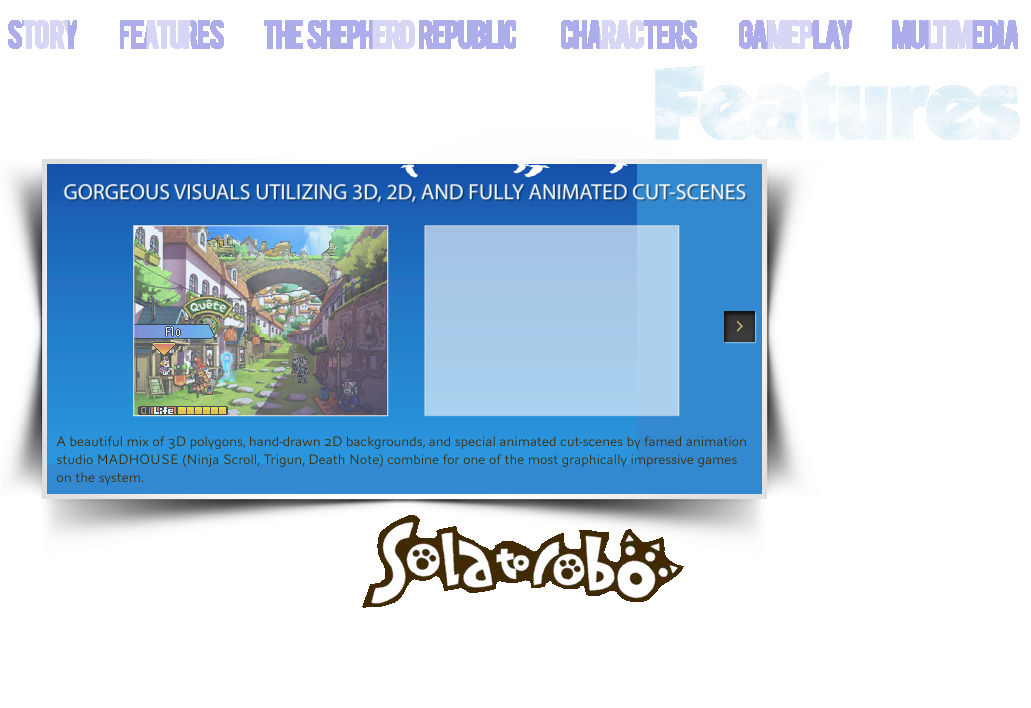 STORY FEATURES THE SHEPHERD REPUBLIC CHARACTERS GAMEPLAY MULTIMEDIA
Features
GORGEOUS VISUALS UTILIZING 3D, 2D, AND FULLY ANIMATED CUT-SCENES
Quête
Flo
Life
A beautiful mix of 3D polygons, hand-drawn 2D backgrounds, and special animated cut-scenes by famed animation
studio MADHOUSE (Ninja Scroll, Trigun, Death Note) combine for one of the most graphically impressive games
on the system.
Solatorobo